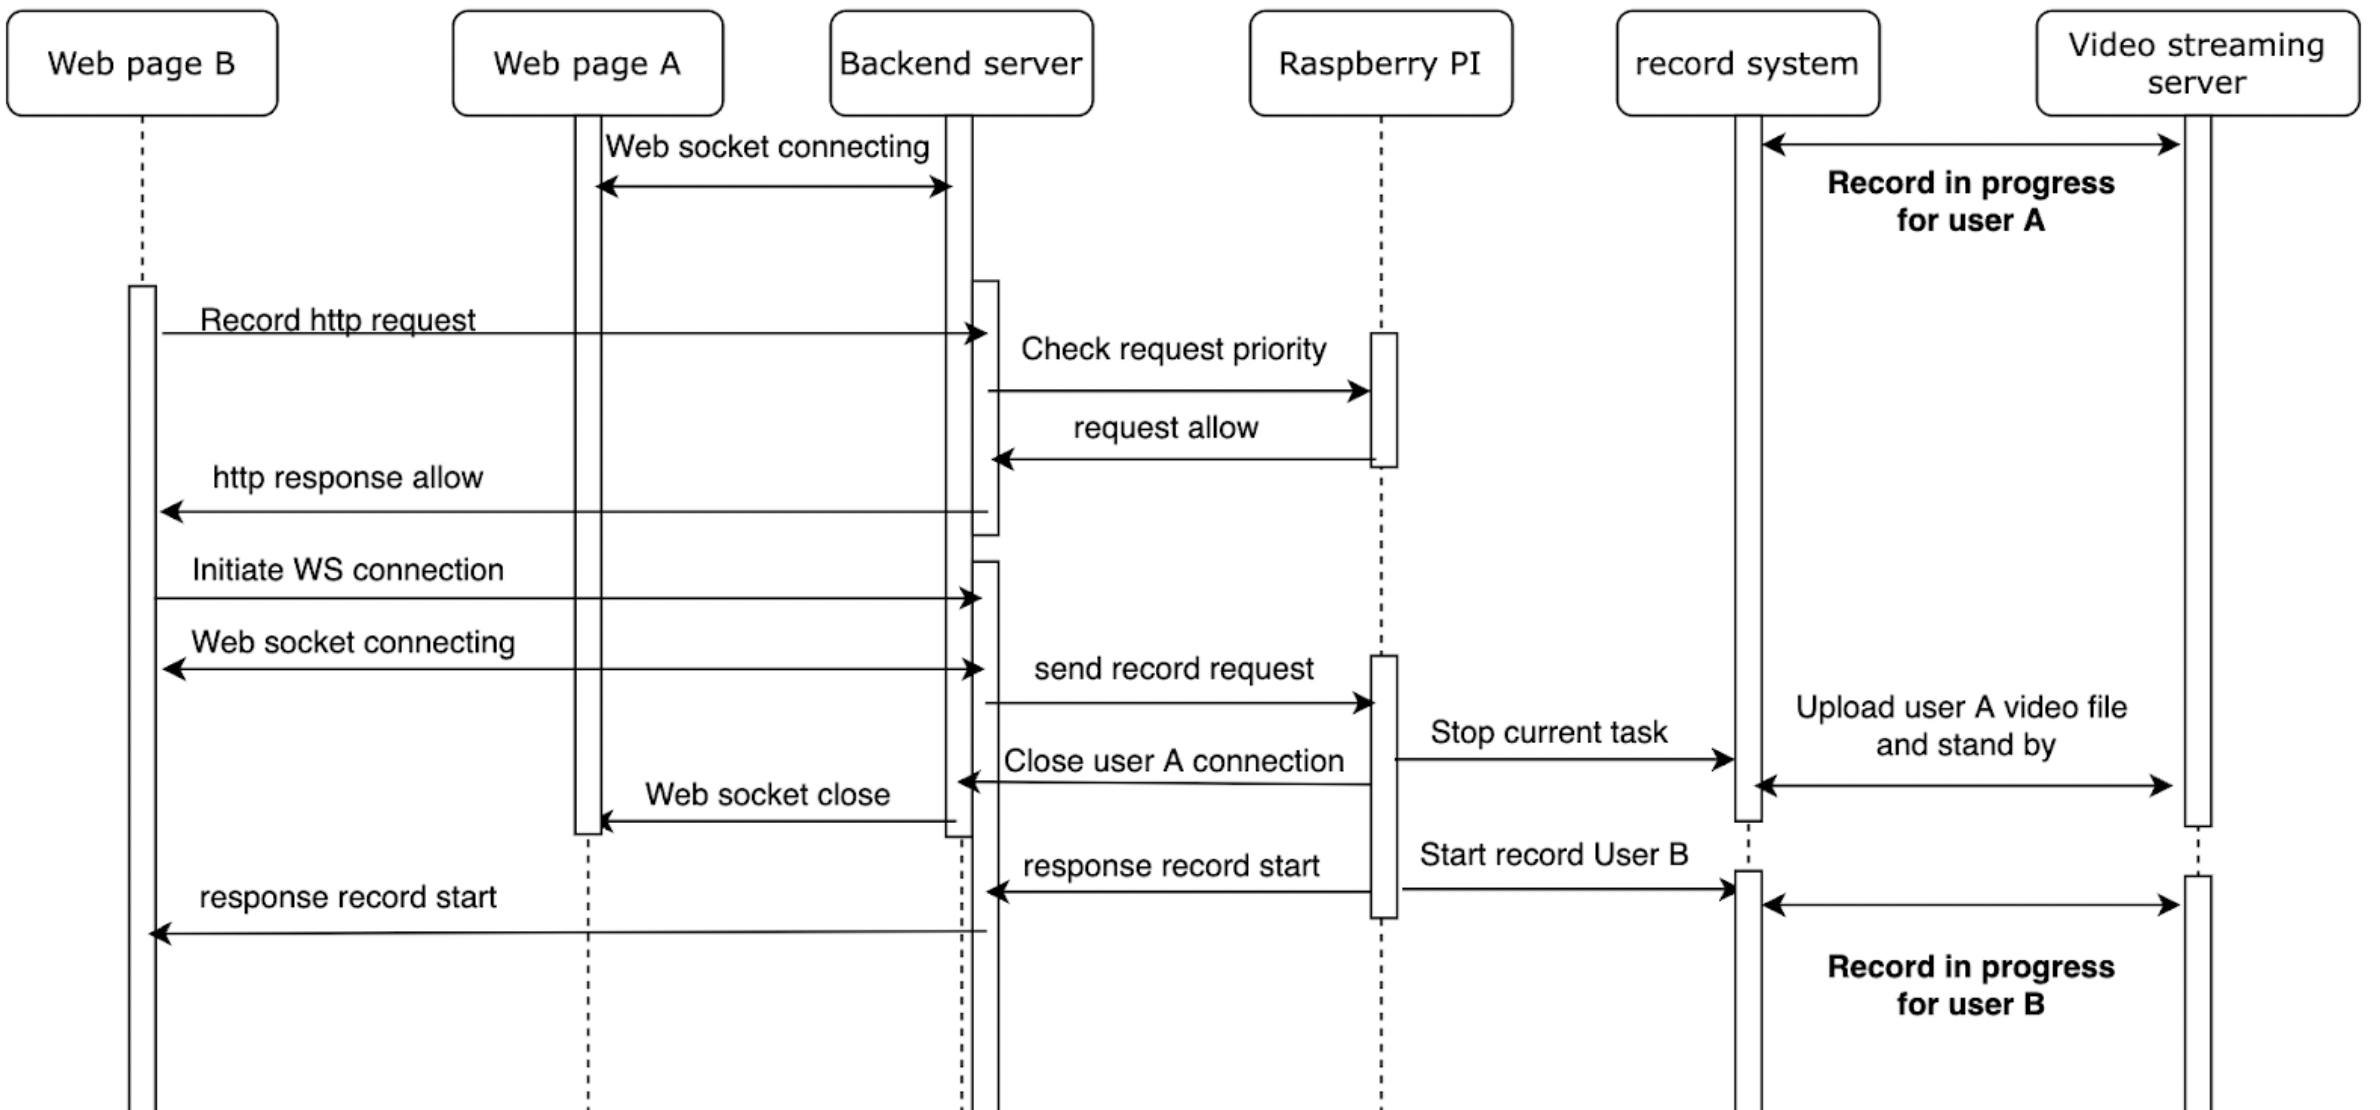 Web page B
Web page A
Backend server
Raspberry PI
record system
Video streaming
server
Web socket connecting
Record in progress
for user A
Record http request
Check request priority
request allow
http response allow
Initiate WS connection
Web socket connecting
send record request
Upload user A video file
and stand by
Stop current task
Close user A connection
Web socket close
Start record User B
response record start
response record start
Record in progress
for user B